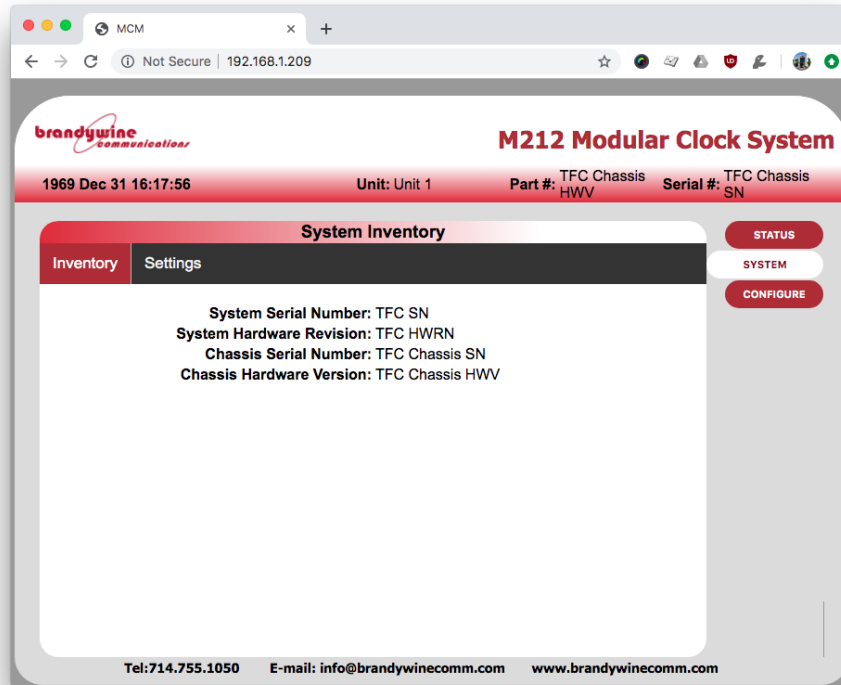 MCM
Not Secure | 192.168.1.209
brandywine
communications
M212 Modular Clock System
1969 Dec 31 16:17:56
Unit: Unit 1
Part #: TFC Chassis HWV
Serial #: TFC Chassis SN
System Inventory
Inventory
Settings
STATUS
SYSTEM
CONFIGURE
System Serial Number: TFC SN
System Hardware Revision: TFC HWRN
Chassis Serial Number: TFC Chassis SN
Chassis Hardware Version: TFC Chassis HWV
Tel:714.755.1050 E-mail: info@brandywinecomm.com www.brandywinecomm.com